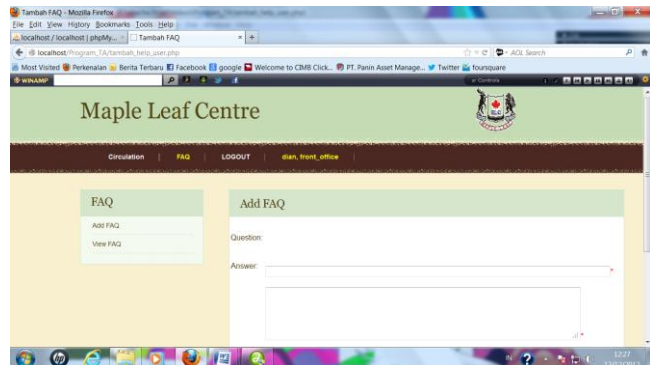 Tambah FAQ - Mozilla Firefox
File Edit View History Bookmarks Tools Help
localhost / localhost | phpMy... Tambah FAQ
localhost/Program_TA/tambah_help_user.php AOL Search
Most Visited Perkenalan Berita Terbaru Facebook google Welcome to CIMB Click... PT. Panin Asset Manage... Twitter foursquare
WINAMP
Maple Leaf Centre
Circulation | FAQ | LOGOUT | dian, front_office |
FAQ
Add FAQ
View FAQ
Add FAQ
Question:
Answer: *
*
IN 12:27